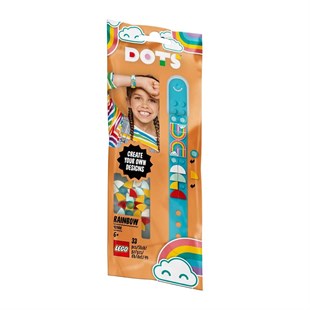 DOTS
CREATE
YOUR OWN
DESIGNS
RAINBOW
6+
LEGO
33